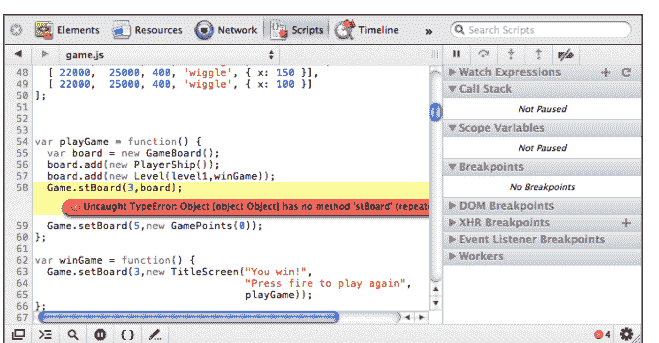 Elements Resources Network Scripts Timeline » Search Scripts
game.js
48 [ 22000, 25000, 400, 'wiggle', { x: 150 }],
49 [ 22000, 25000, 400, 'wiggle', { x: 100 }]
50 ];
51
52
53
54 var playGame = function() {
55 var board = new GameBoard();
56 board.add(new PlayerShip());
57 board.add(new Level(level1,winGame));
58 Game.stBoard(3,board);
Uncaught TypeError: Object [object Object] has no method 'stBoard' (repeat
59 Game.setBoard(5,new GamePoints(0));
60 };
61
62 var winGame = function() {
63 Game.setBoard(3,new TitleScreen("You win!",
64 "Press fire to play again",
65 playGame));
66 };
67
Watch Expressions
Call Stack
Not Paused
Scope Variables
Not Paused
Breakpoints
No Breakpoints
DOM Breakpoints
XHR Breakpoints
Event Listener Breakpoints
Workers
4